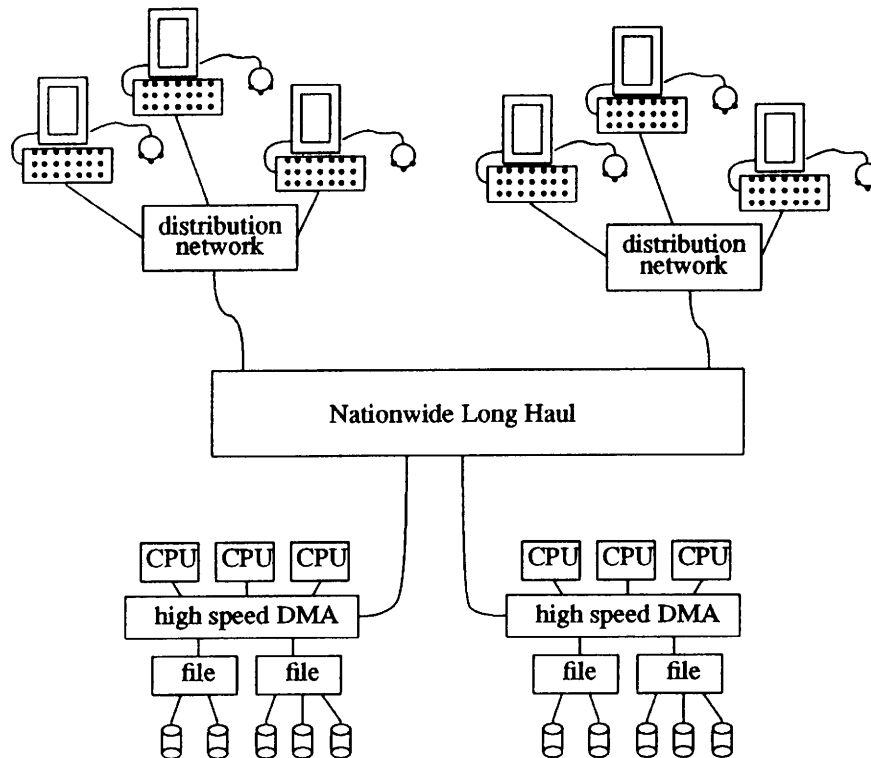 distribution
network
distribution
network
Nationwide Long Haul
CPU CPU CPU
CPU CPU CPU
high speed DMA
high speed DMA
file file
file file